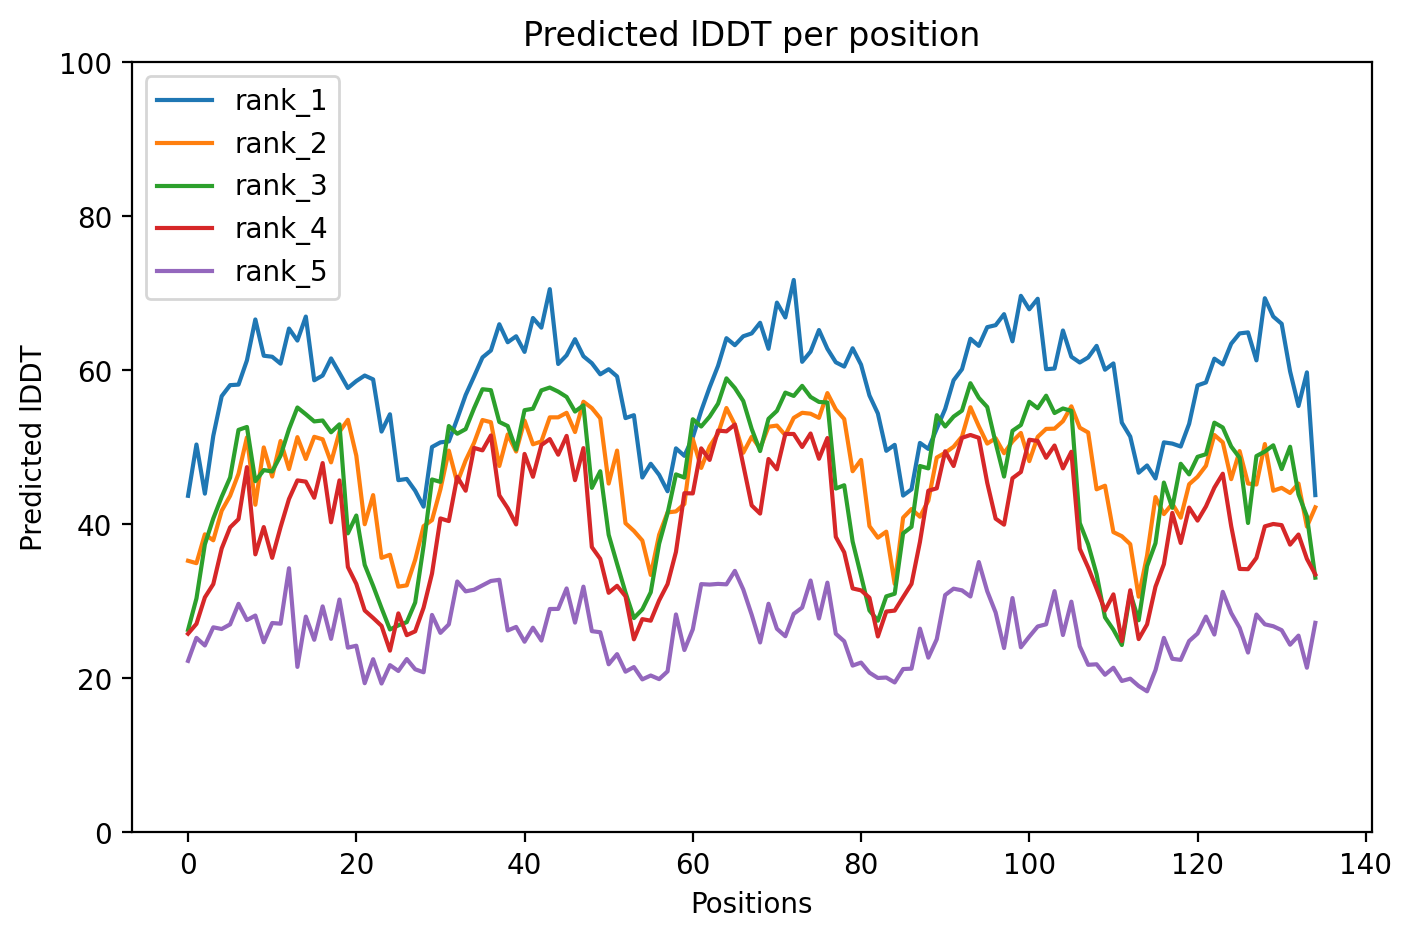 Predicted lDDT per position
100
80
60
40
20
0
Predicted lDDT
rank_1
rank_2
rank_3
rank_4
rank_5
0 20 40 60 80 100 120 140
Positions